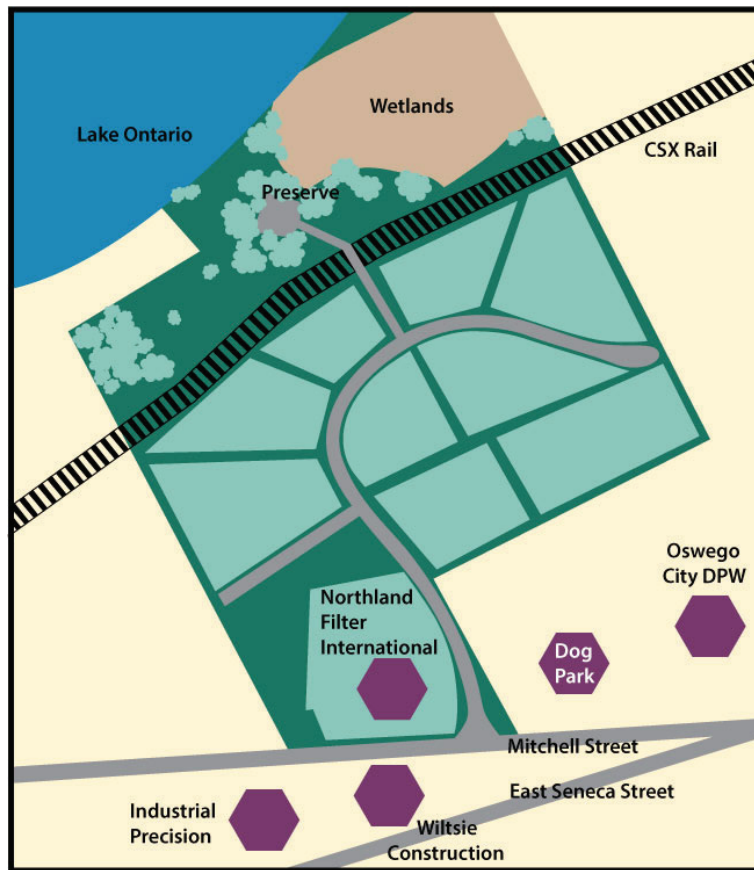 Wetlands
Lake Ontario
CSX Rail
Preserve
Oswego
City DPW
Northland
Filter
International
Dog
Park
Mitchell Street
East Seneca Street
Industrial
Precision
Wiltsie
Construction